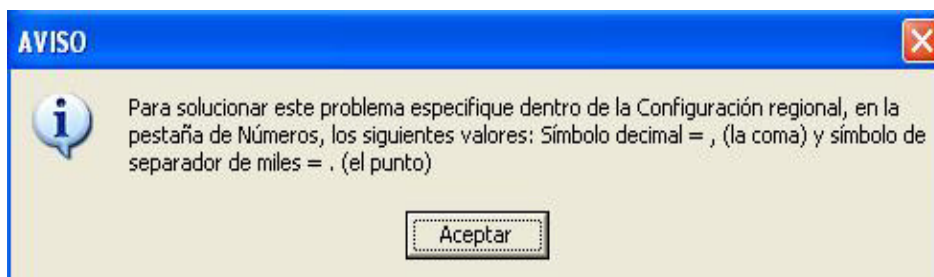 AVISO
Para solucionar este problema especifique dentro de la Configuración regional, en la
pestaña de Números, los siguientes valores: Símbolo decimal = , (la coma) y símbolo de
separador de miles = . (el punto)
Aceptar